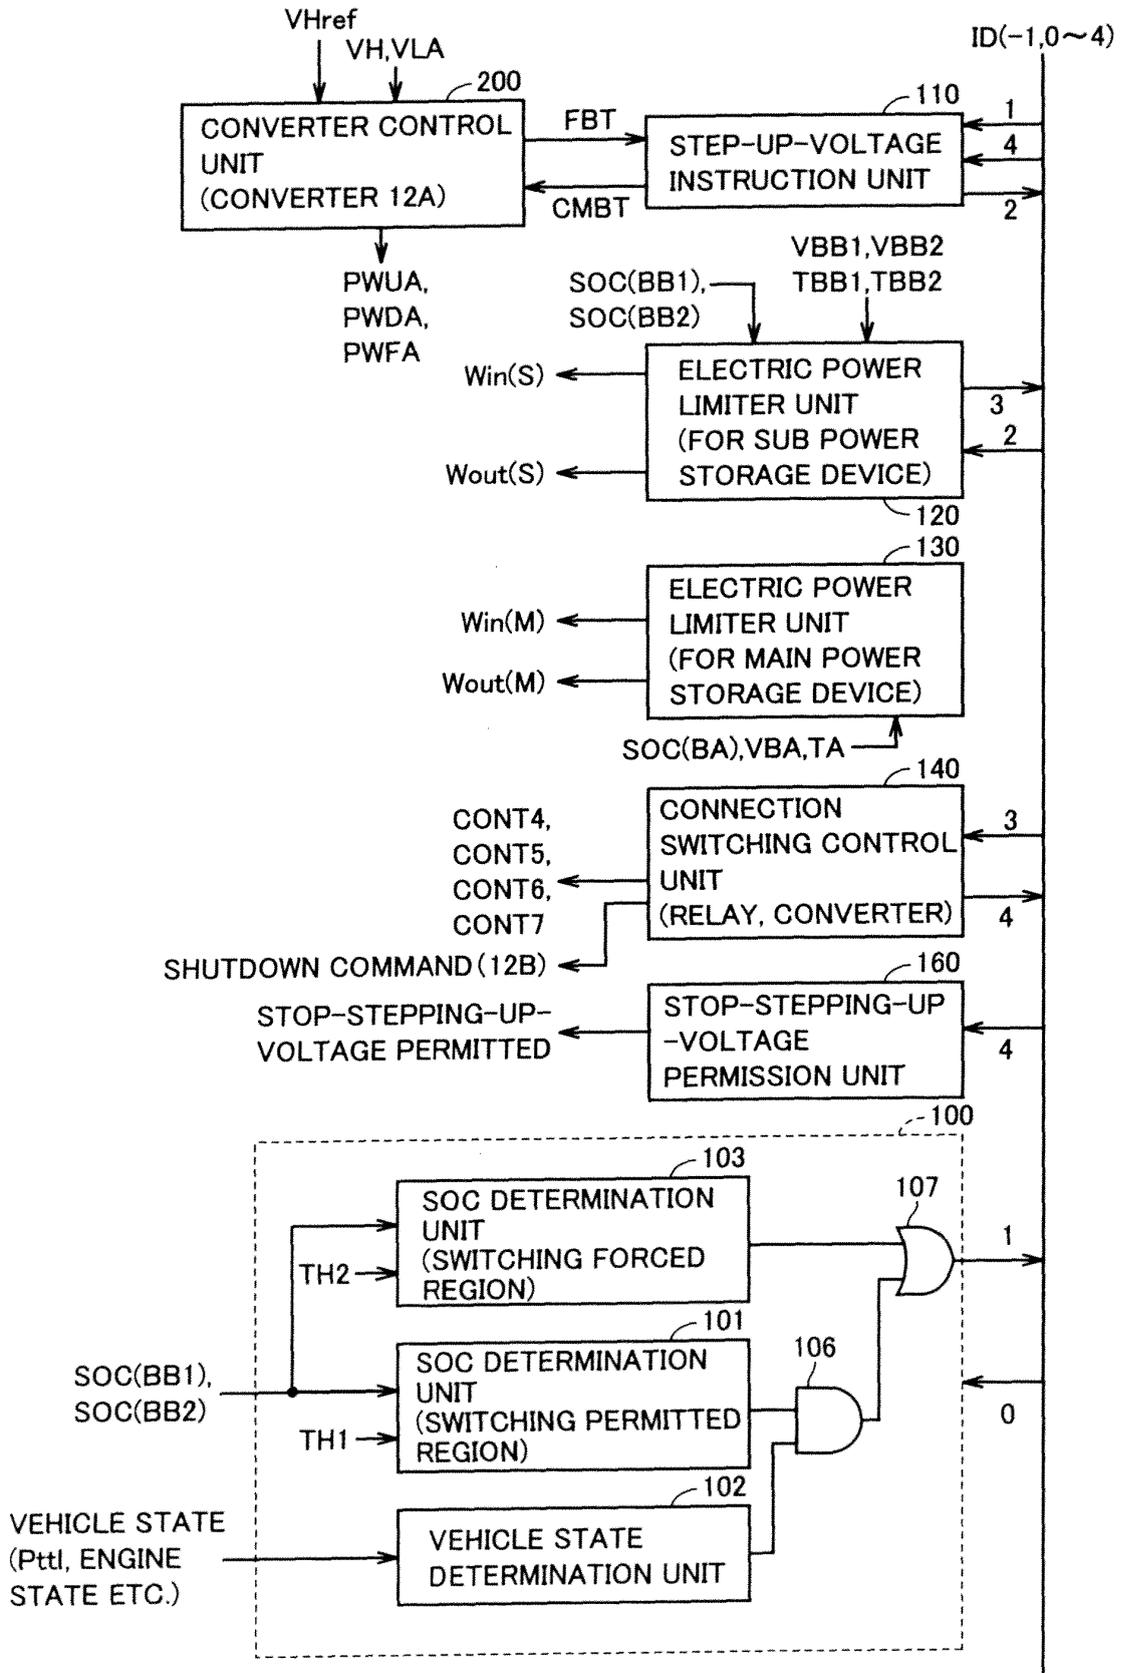 VHref
VH,VLA
ID(-1,0~4)
200
CONVERTER CONTROL
UNIT
(CONVERTER 12A)
FBT
CMBT
110
STEP-UP-VOLTAGE
INSTRUCTION UNIT
1
4
2
PWUA,
PWDA,
PWFA
SOC(BB1),
SOC(BB2)
VBB1,VBB2
TBB1,TBB2
Win(S)
Wout(S)
ELECTRIC POWER
LIMITER UNIT
(FOR SUB POWER
STORAGE DEVICE)
3
2
120
130
ELECTRIC POWER
LIMITER UNIT
(FOR MAIN POWER
STORAGE DEVICE)
Win(M)
Wout(M)
SOC(BA),VBA,TA
140
CONNECTION
SWITCHING CONTROL
UNIT
(RELAY, CONVERTER)
3
4
CONT4,
CONT5,
CONT6,
CONT7
SHUTDOWN COMMAND(12B)
160
STOP-STEPPING-UP
-VOLTAGE
PERMISSION UNIT
4
STOP-STEPPING-UP-
VOLTAGE PERMITTED
100
103
SOC DETERMINATION
UNIT
(SWITCHING FORCED
REGION)
TH2
107
1
101
SOC DETERMINATION
UNIT
(SWITCHING PERMITTED
REGION)
TH1
106
0
SOC(BB1),
SOC(BB2)
102
VEHICLE STATE
DETERMINATION UNIT
VEHICLE STATE
(Pttl, ENGINE
STATE ETC.)